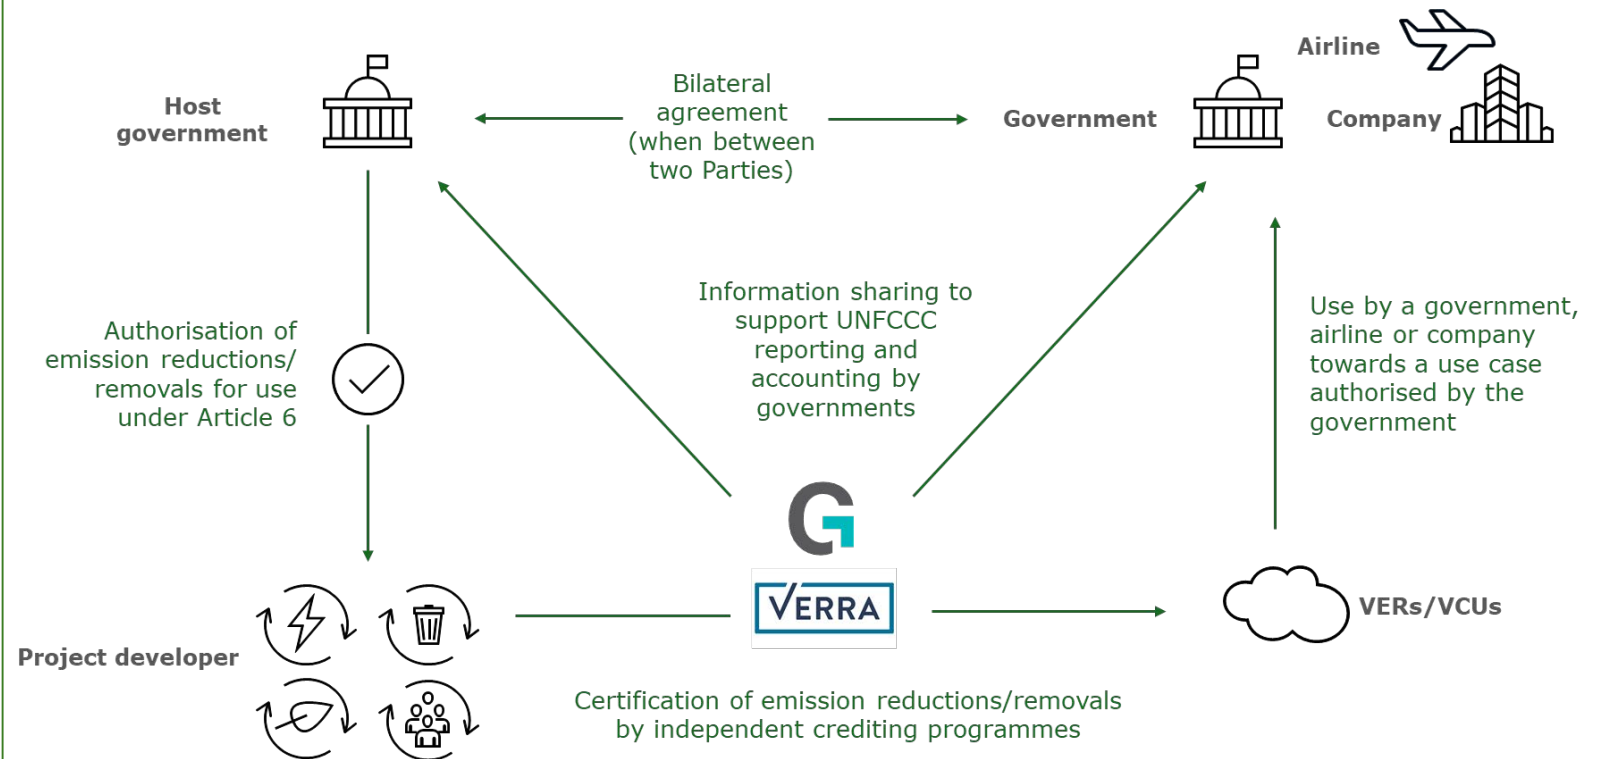 Airline
Host
government
Bilateral
agreement
(when between
two Parties)
Government
Company
Authorisation of
emission reductions/
removals for use
under Article 6
Information sharing to
support UNFCCC
reporting and
accounting by
governments
Use by a government,
airline or company
towards a use case
authorised by the
government
G
VERRA
VERs/VCUs
Project developer
Certification of emission reductions/removals
by independent crediting programmes